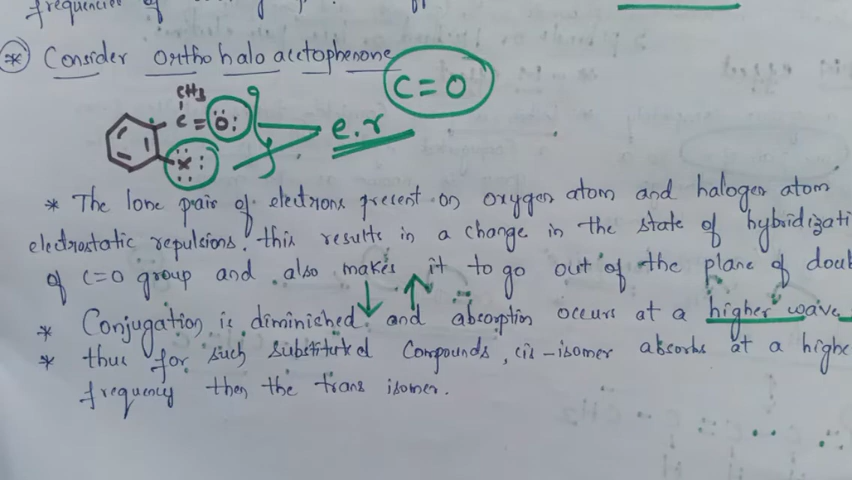 frequencies of
* Consider ortho halo acetophenone
C=O
CH3
C = O:
X:
e.r
* The lone pair of electrons present on oxygen atom and halogen atom
electrostatic repulsions. this results in a change in the state of hybridizati
of C=O group and also makes it to go out of the plane of doub
* Conjugation is diminished and absorption occurs at a higher wave
* thus for such substituted Compounds, cis-isomer absorbs at a highe
frequency then the trans isomer.